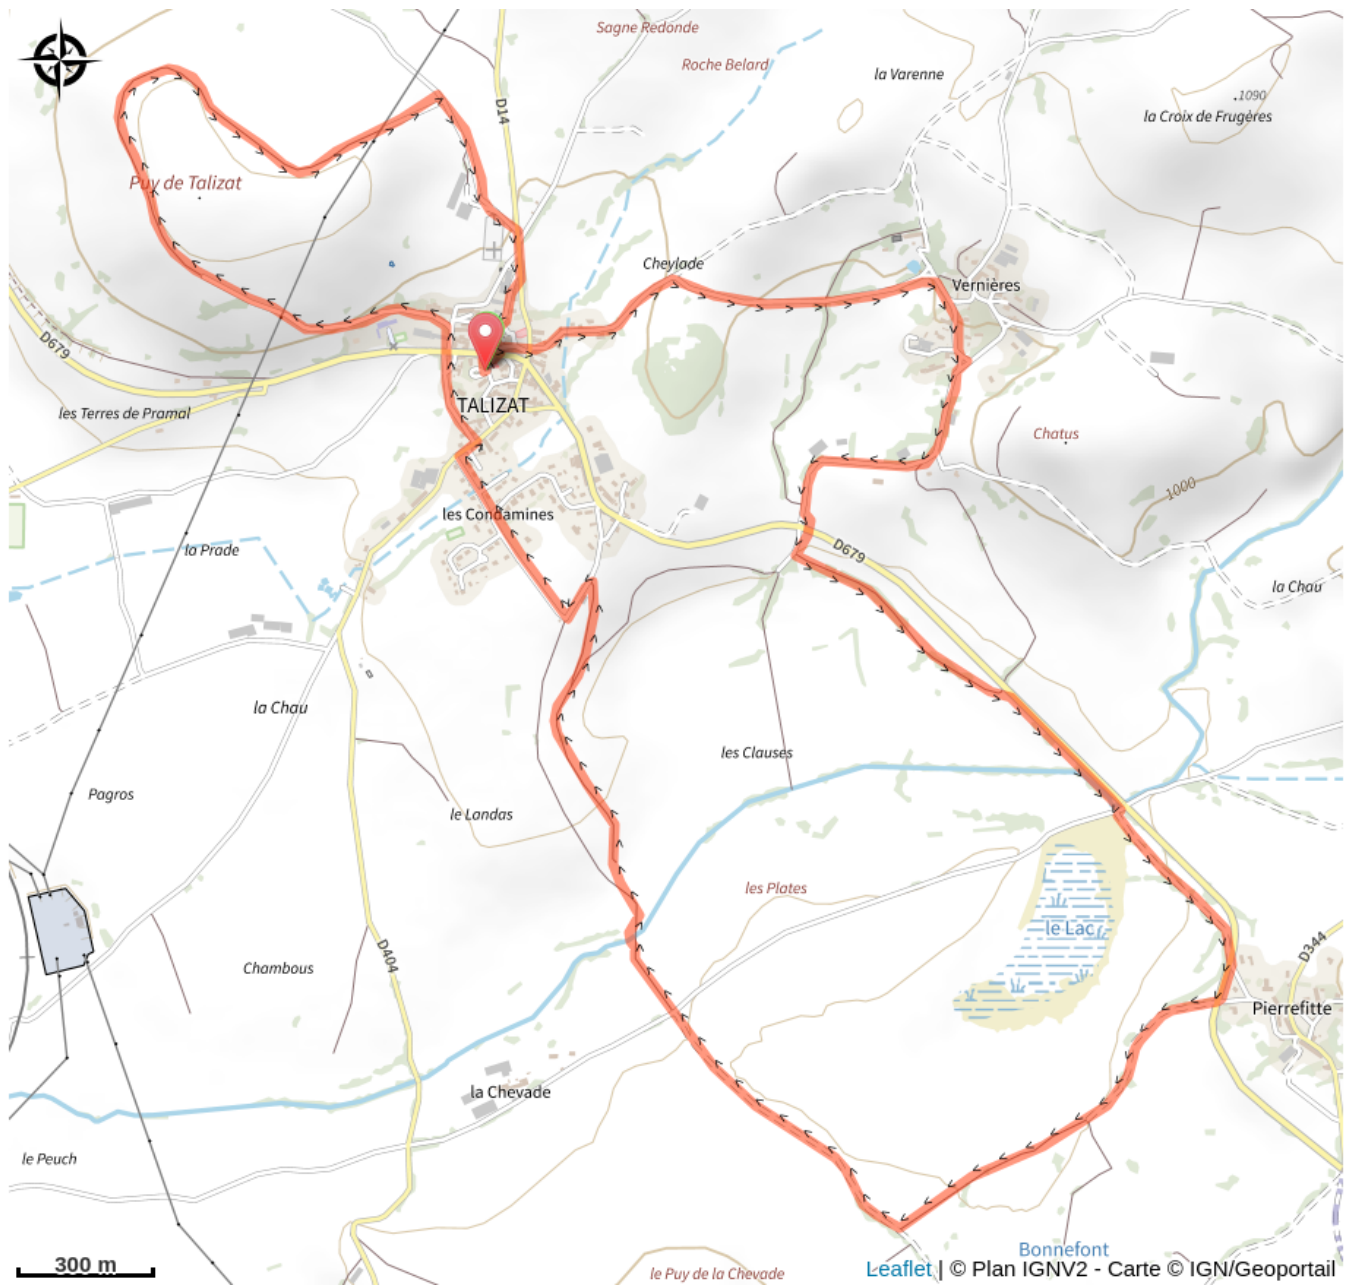 Sagne Redonde
Roche Belard
la Varenne
1090
la Croix de Frugères
D14
Puy de Talizat
Cheylade
Vernières
D679
les Terres de Pramal
TALIZAT
Chatus
1000
les Condamines
la Prade
D679
la Chau
la Chau
les Clauses
Pagros
le Landas
les Plates
le Lac
D404
D344
Chambous
Pierrefitte
la Chevade
le Peuch
Bonnefont
300 m
le Puy de la Chevade
Leaflet | © Plan IGNV2 - Carte © IGN/Geoportail